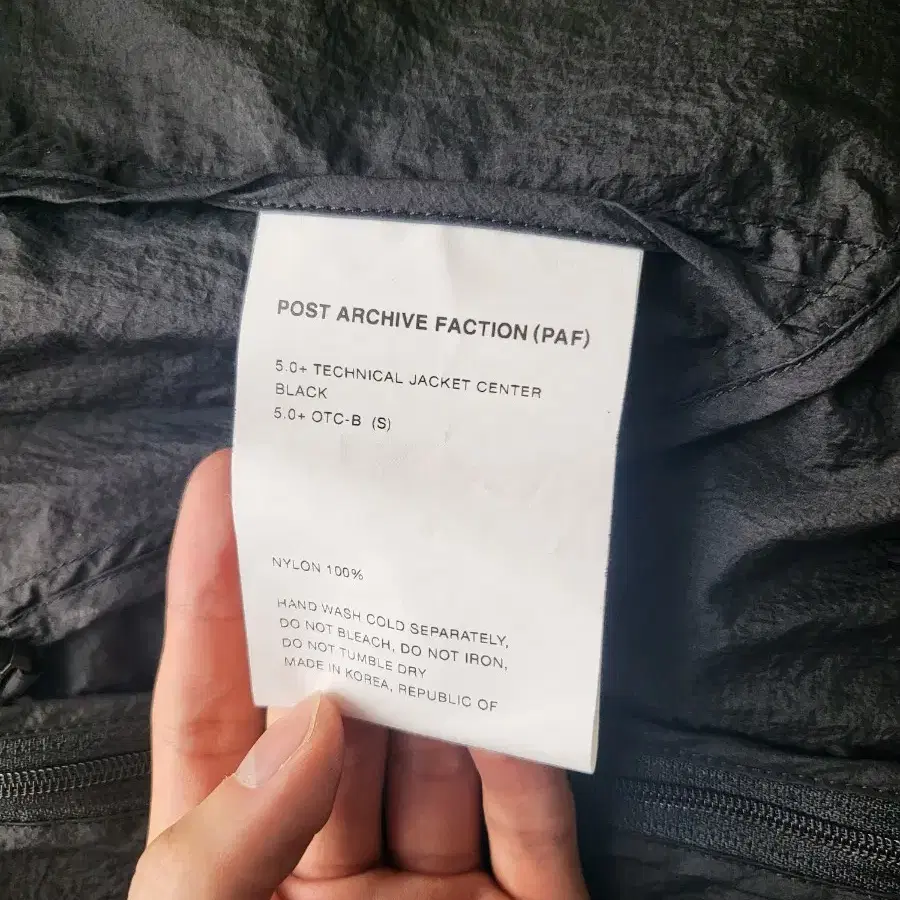 POST ARCHIVE FACTION (PAF)
5.0+ TECHNICAL JACKET CENTER
BLACK
5.0+ OTC-B (S)
NYLON 100%
HAND WASH COLD SEPARATELY,
DO NOT BLEACH, DO NOT IRON,
DO NOT TUMBLE DRY
MADE IN KOREA, REPUBLIC OF